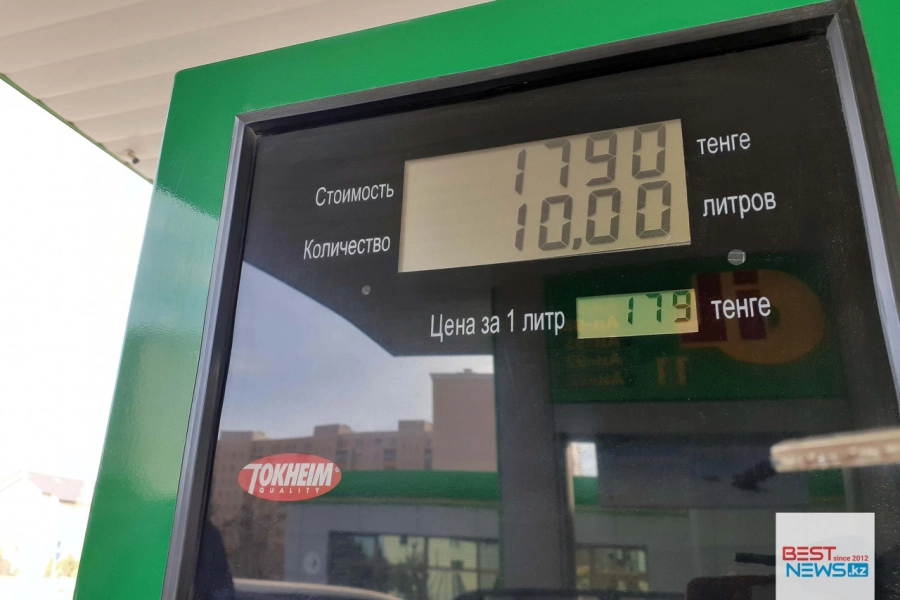 1790 тенге
Стоимость
10,00 литров
Количество
Цена за 1 литр 179 тенге
TOKHEIM
QUALITY
BEST since 2012
NEWS.kz